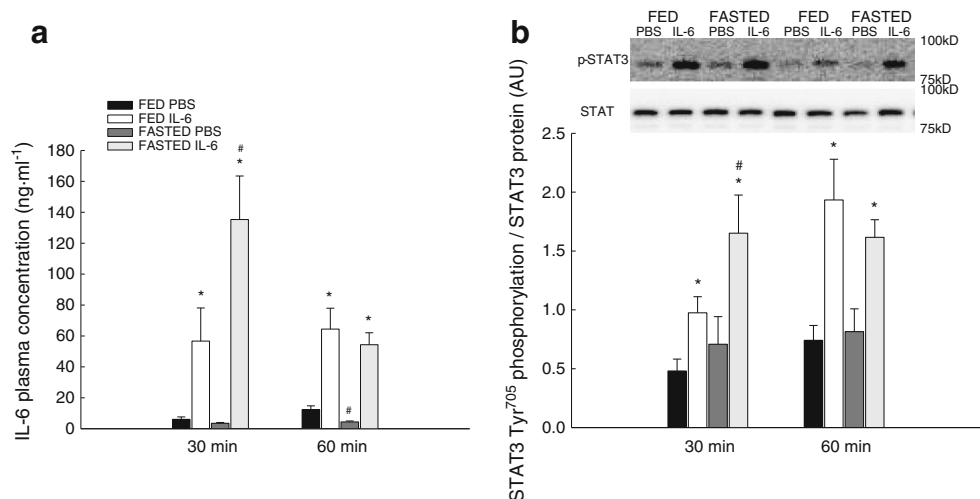 a
FED PBS
FED IL-6
FASTED PBS
FASTED IL-6
IL-6 plasma concentration (ng·ml⁻¹)
180
160
140
120
100
80
60
40
20
0
#
*
*
*
#
*
30 min
60 min
b
FED
FASTED
FED
FASTED
PBS
IL-6
PBS
IL-6
PBS
IL-6
PBS
IL-6
100kD
p-STAT3
75kD
100kD
STAT
75kD
STAT3 Tyr⁷⁰⁵ phosphorylation / STAT3 protein (AU)
2.5
2.0
1.5
1.0
0.5
0.0
*
#
*
*
*
30 min
60 min